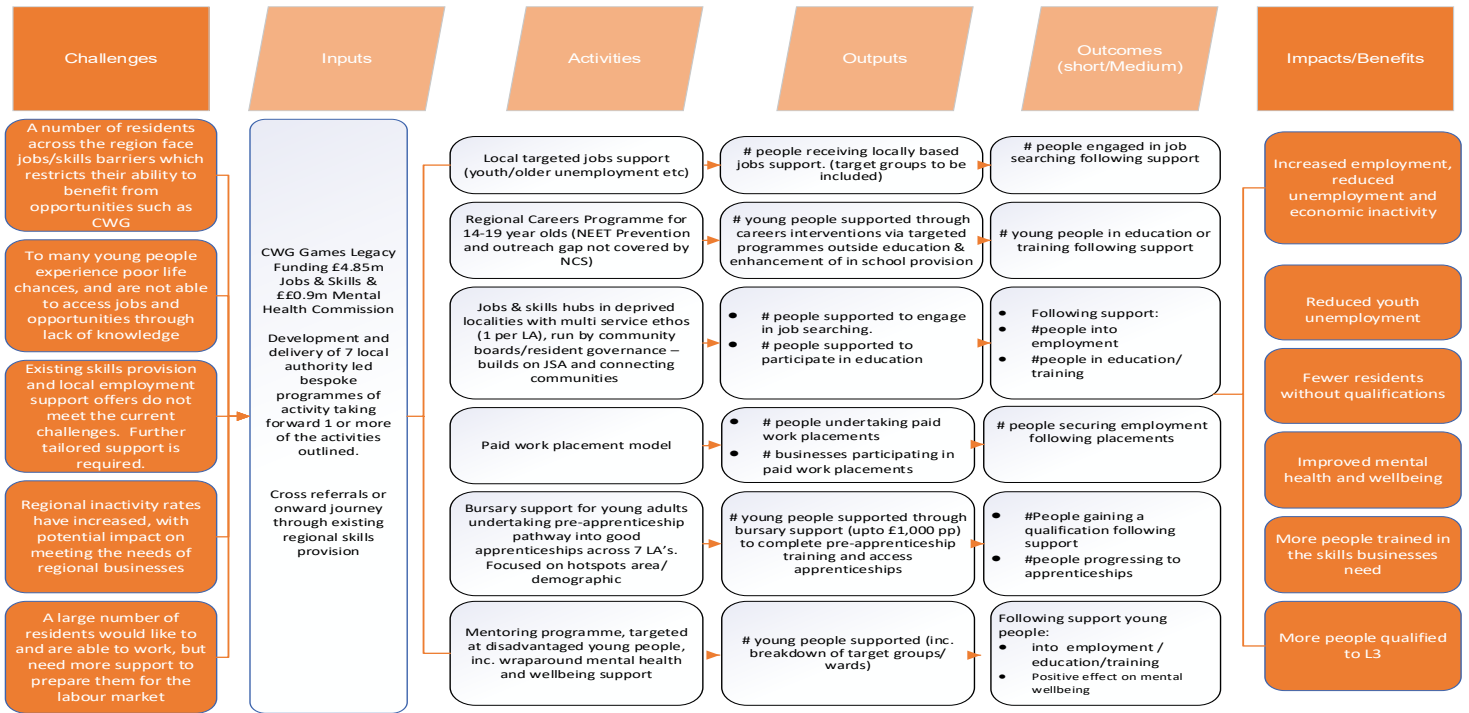 Challenges
Inputs
Activities
Outputs
Outcomes
(short/Medium)
Impacts/Benefits
A number of residents
across the region face
jobs/skills barriers which
restricts their ability to
benefit from
opportunities such as
CWG
To many young people
experience poor life
chances, and are not able
to access jobs and
opportunities through
lack of knowledge
Existing skills provision
and local employment
support offers do not
meet the current
challenges.  Further
tailored support is
required.
Regional inactivity rates
have increased, with
potential impact on
meeting the needs of
regional businesses
A large number of
residents would like to
and are able to work, but
need more support to
prepare them for the
labour market
CWG Games Legacy
Funding £4.85m
Jobs & Skills &
££0.9m Mental
Health Commission
Development and
delivery of 7 local
authority led
bespoke
programmes of
activity taking
forward 1 or more
of the activities
outlined.
Cross referrals or
onward journey
through existing
regional skills
provision
Local targeted jobs support
(youth/older unemployment etc)
Regional Careers Programme for
14-19 year olds (NEET Prevention
and outreach gap not covered by
NCS)
Jobs & skills hubs in deprived
localities with multi service ethos
(1 per LA), run by community
boards/resident governance –
builds on JSA and connecting
communities
Paid work placement model
Bursary support for young adults
undertaking pre-apprenticeship
pathway into good
apprenticeships across 7 LA's.
Focused on hotspots area/
demographic
Mentoring programme, targeted
at disadvantaged young people,
inc. wraparound mental health
and wellbeing support
# people receiving locally based
jobs support. (target groups to be
included)
# young people supported through
careers interventions via targeted
programmes outside education &
enhancement of in school provision
• # people supported to engage
in job searching.
• # people supported to
participate in education
• # people undertaking paid
work placements
• # businesses participating in
paid work placements
# young people supported through
bursary support (upto £1,000 pp)
to complete pre-apprenticeship
training and access
apprenticeships
# young people supported (inc.
breakdown of target groups/
wards)
# people engaged in job
searching following support
# young people in education or
training following support
• Following support:
• #people into
employment
• #people in education/
training
# people securing employment
following placements
• #People gaining a
qualification following
support
• #people progressing to
apprenticeships
Following support young
people:
• into  employment /
education/training
• Positive effect on mental
wellbeing
Increased employment,
reduced
unemployment and
economic inactivity
Reduced youth
unemployment
Fewer residents
without qualifications
Improved mental
health and wellbeing
More people trained in
the skills businesses
need
More people qualified
to L3